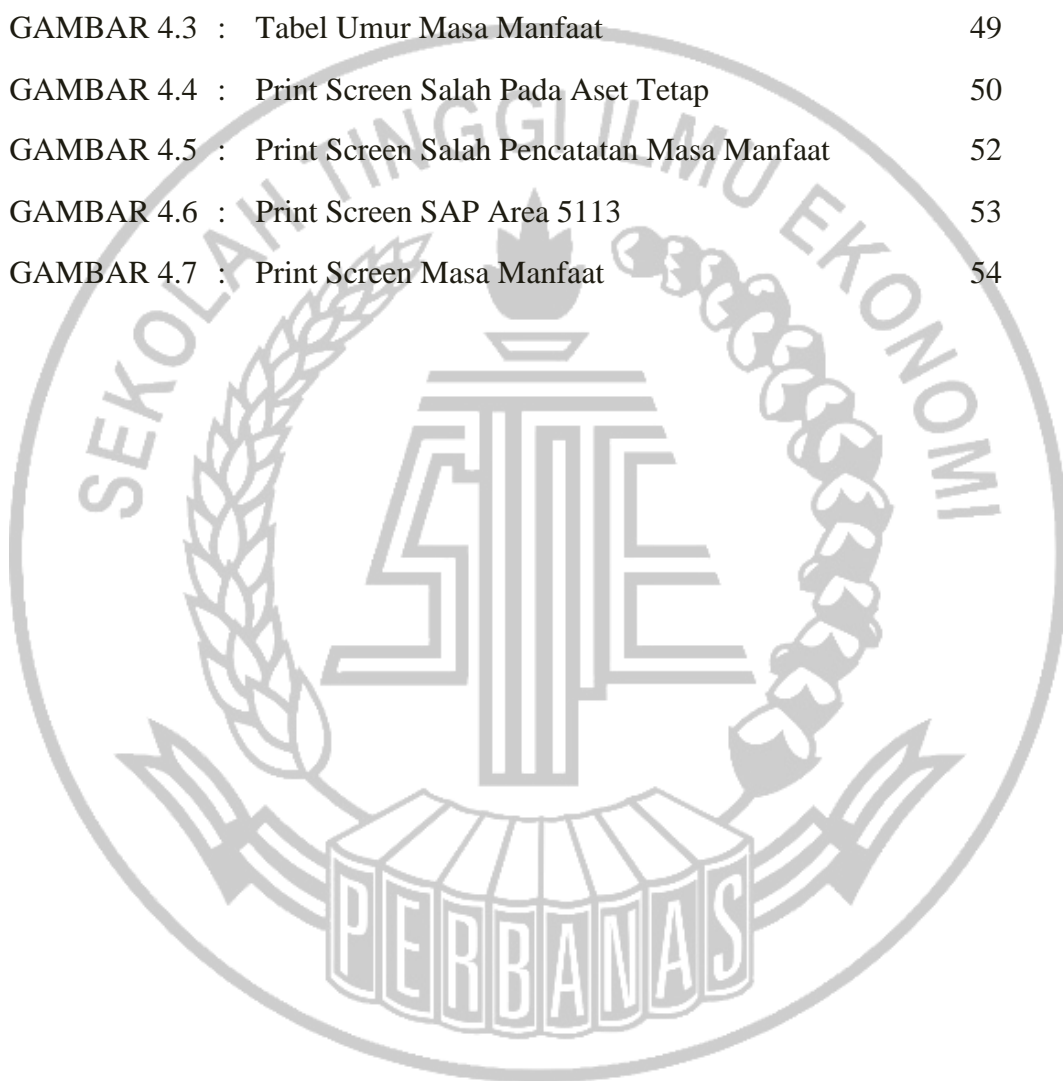 GAMBAR 4.3 : Tabel Umur Masa Manfaat 49
GAMBAR 4.4 : Print Screen Salah Pada Aset Tetap 50
GAMBAR 4.5 : Print Screen Salah Pencatatan Masa Manfaat 52
GAMBAR 4.6 : Print Screen SAP Area 5113 53
GAMBAR 4.7 : Print Screen Masa Manfaat 54
SEKOLAH TINGGI ILMU EKONOMI
STIE
PERBANAS